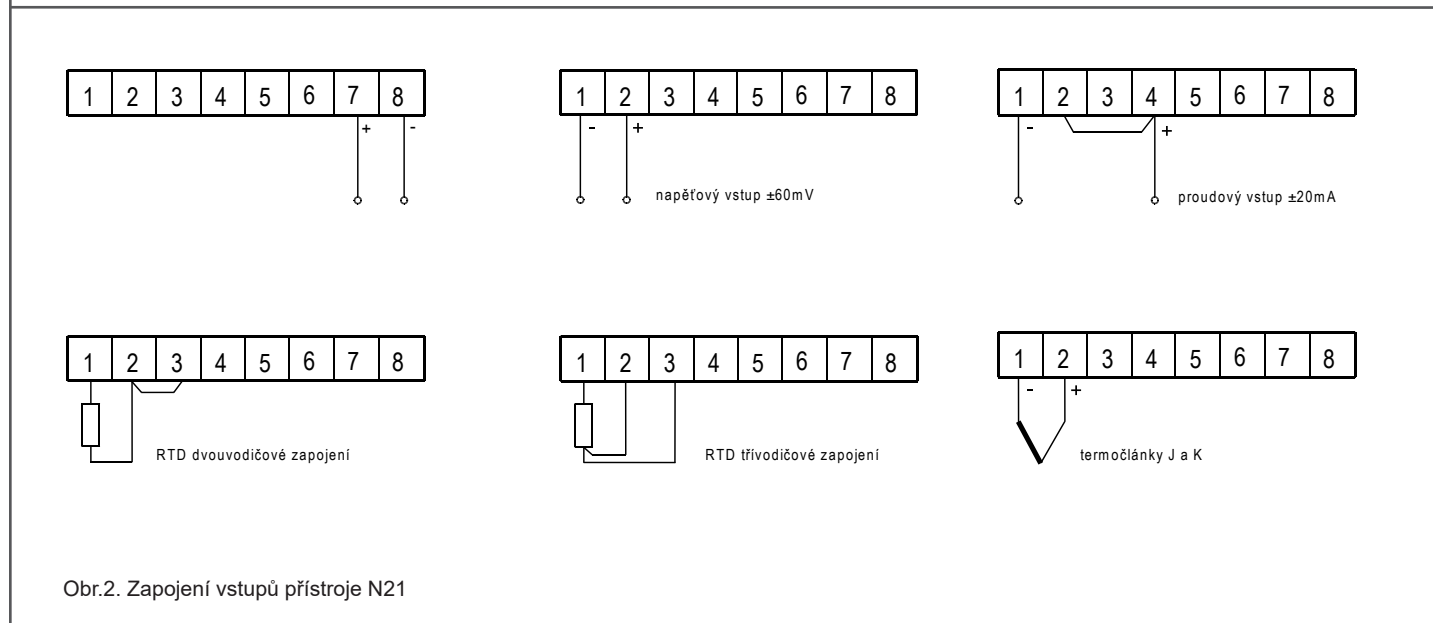 1 2 3 4 5 6 7 8
+ -
1 2 3 4 5 6 7 8
- +
napěťový vstup ±60mV
1 2 3 4 5 6 7 8
- +
proudový vstup ±20mA
1 2 3 4 5 6 7 8
RTD dvouvodičové zapojení
1 2 3 4 5 6 7 8
RTD třívodičové zapojení
1 2 3 4 5 6 7 8
- +
termočlánky J a K
Obr.2. Zapojení vstupů přístroje N21